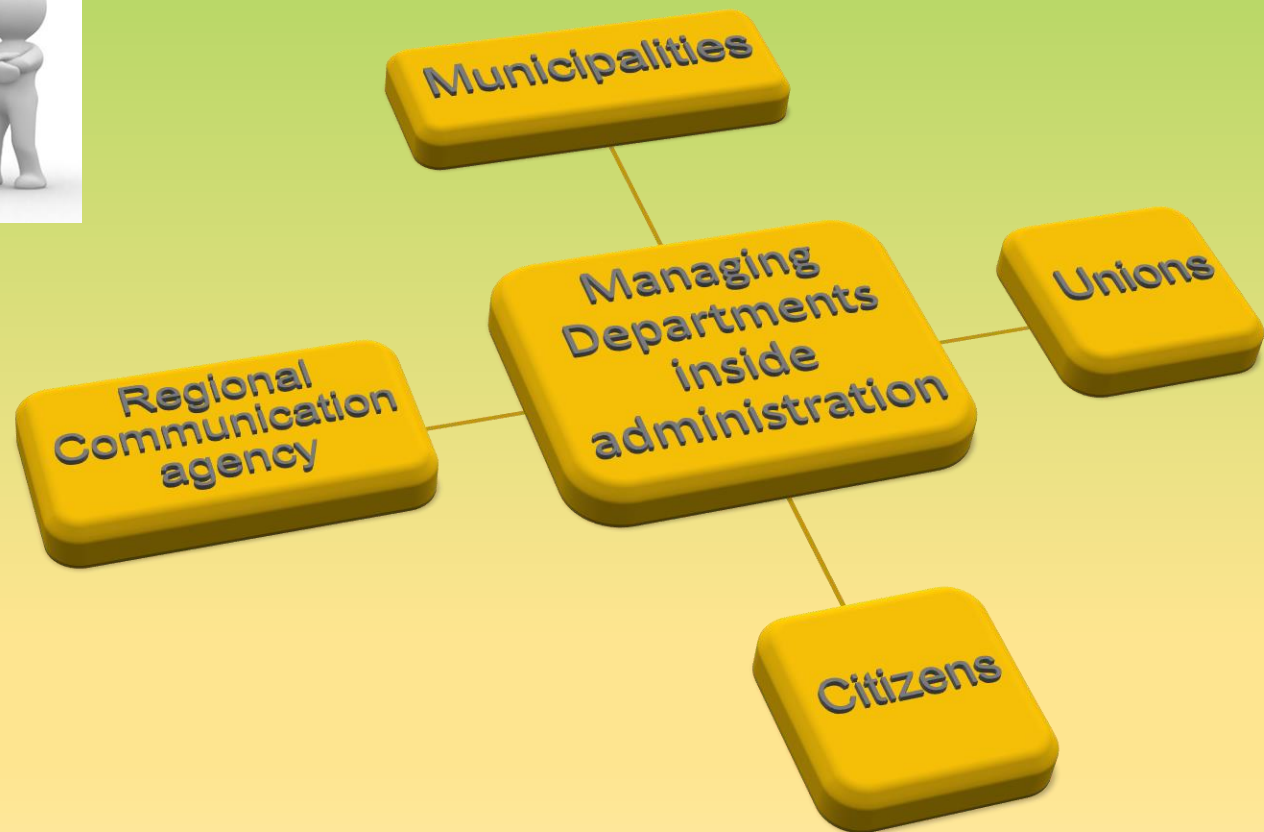 Municipalities
Managing
Departments
inside
administration
Unions
Regional
Communication
agency
Citizens